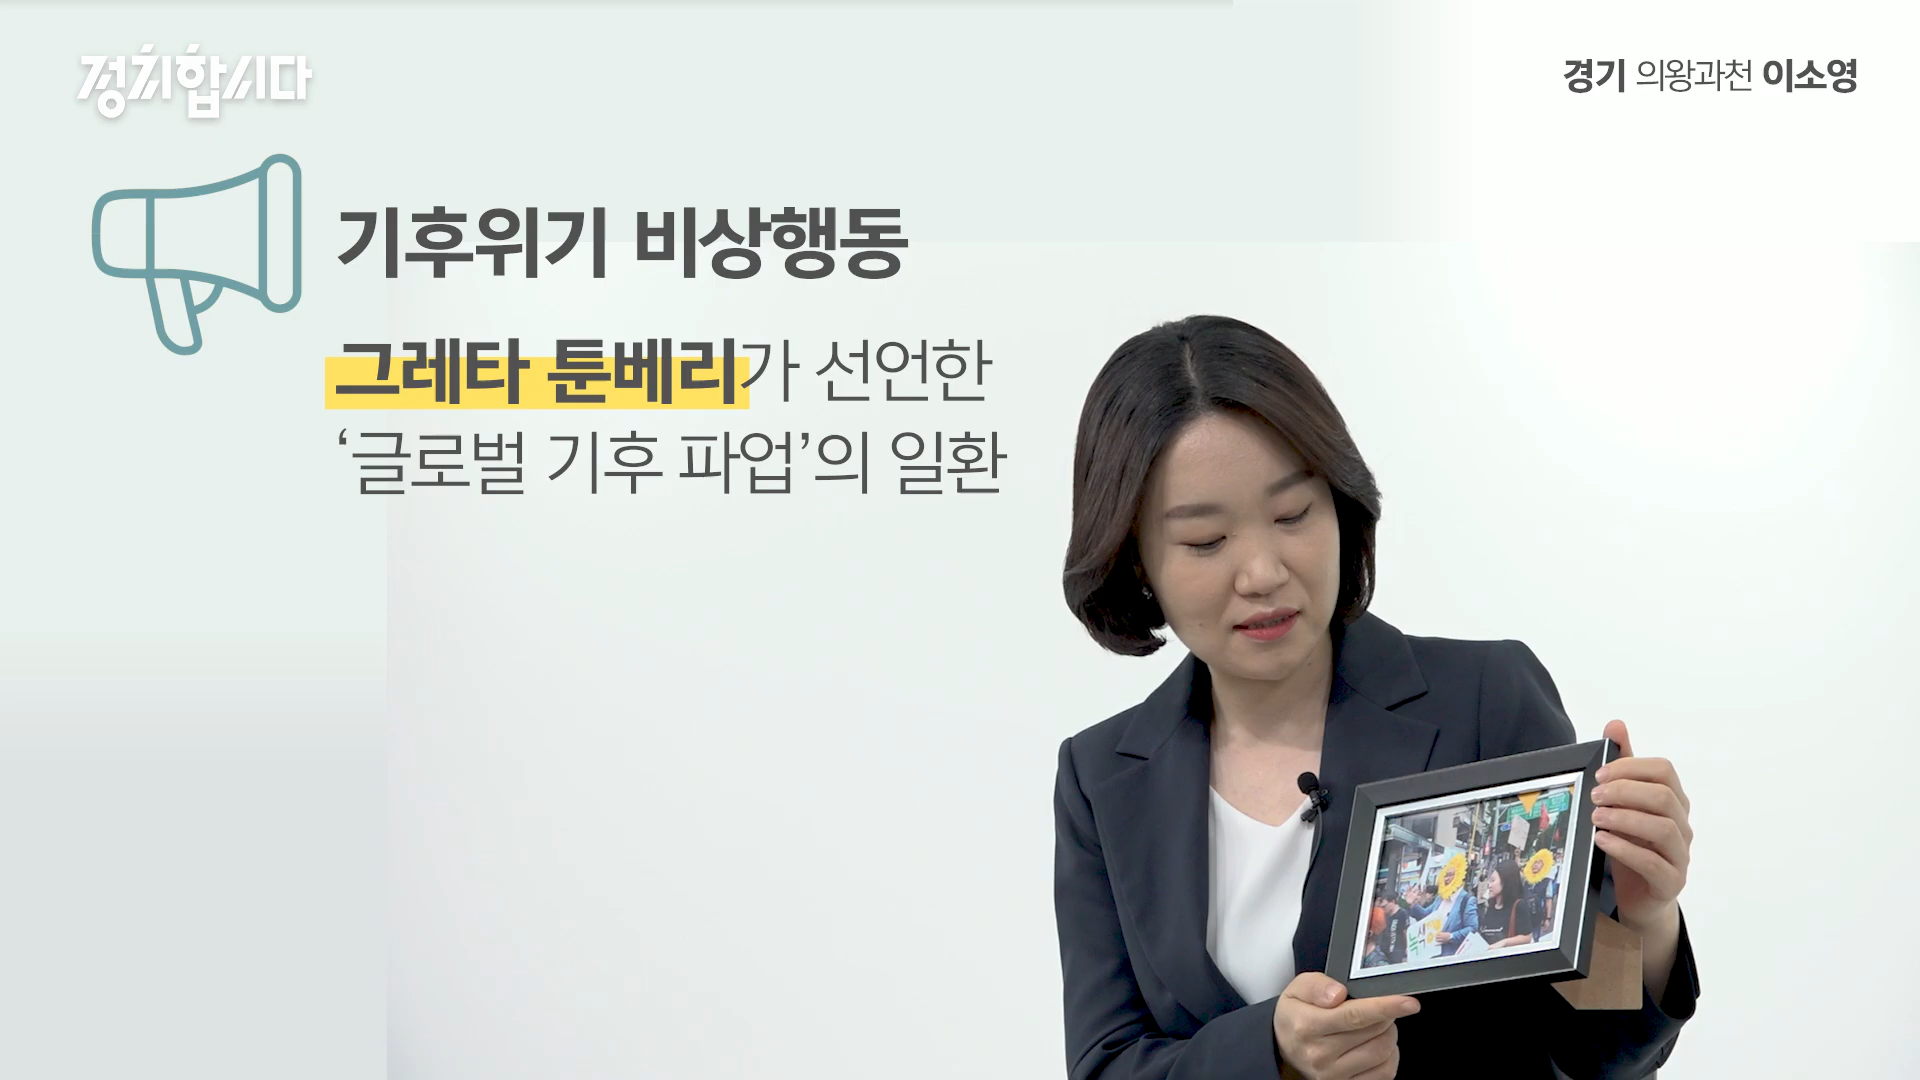 정치합시다
경기 의왕과천 이소영
기후위기 비상행동
그레타 툰베리가 선언한
‘글로벌 기후 파업’의 일환